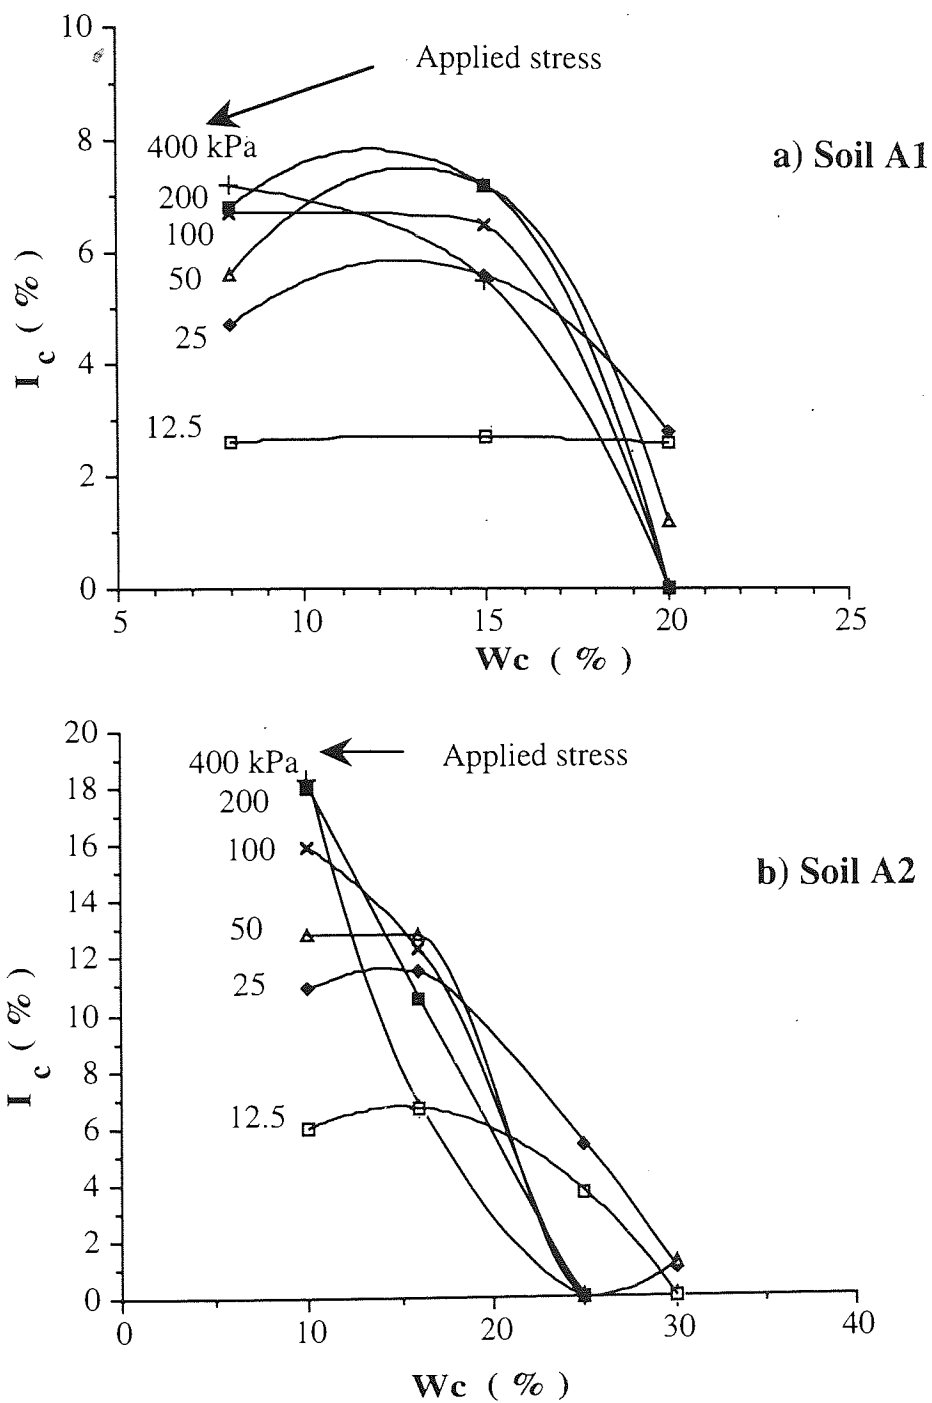 10
Applied stress
8
400 kPa
a) Soil A1
200
100
6
50
25
4
12.5
2
0
I c ( % )
5 10 15 20 25
Wc ( % )
20
400 kPa
Applied stress
18
200
16
100
b) Soil A2
14
50
12
25
10
8
12.5
6
4
2
0
I c ( % )
0 10 20 30 40
Wc ( % )